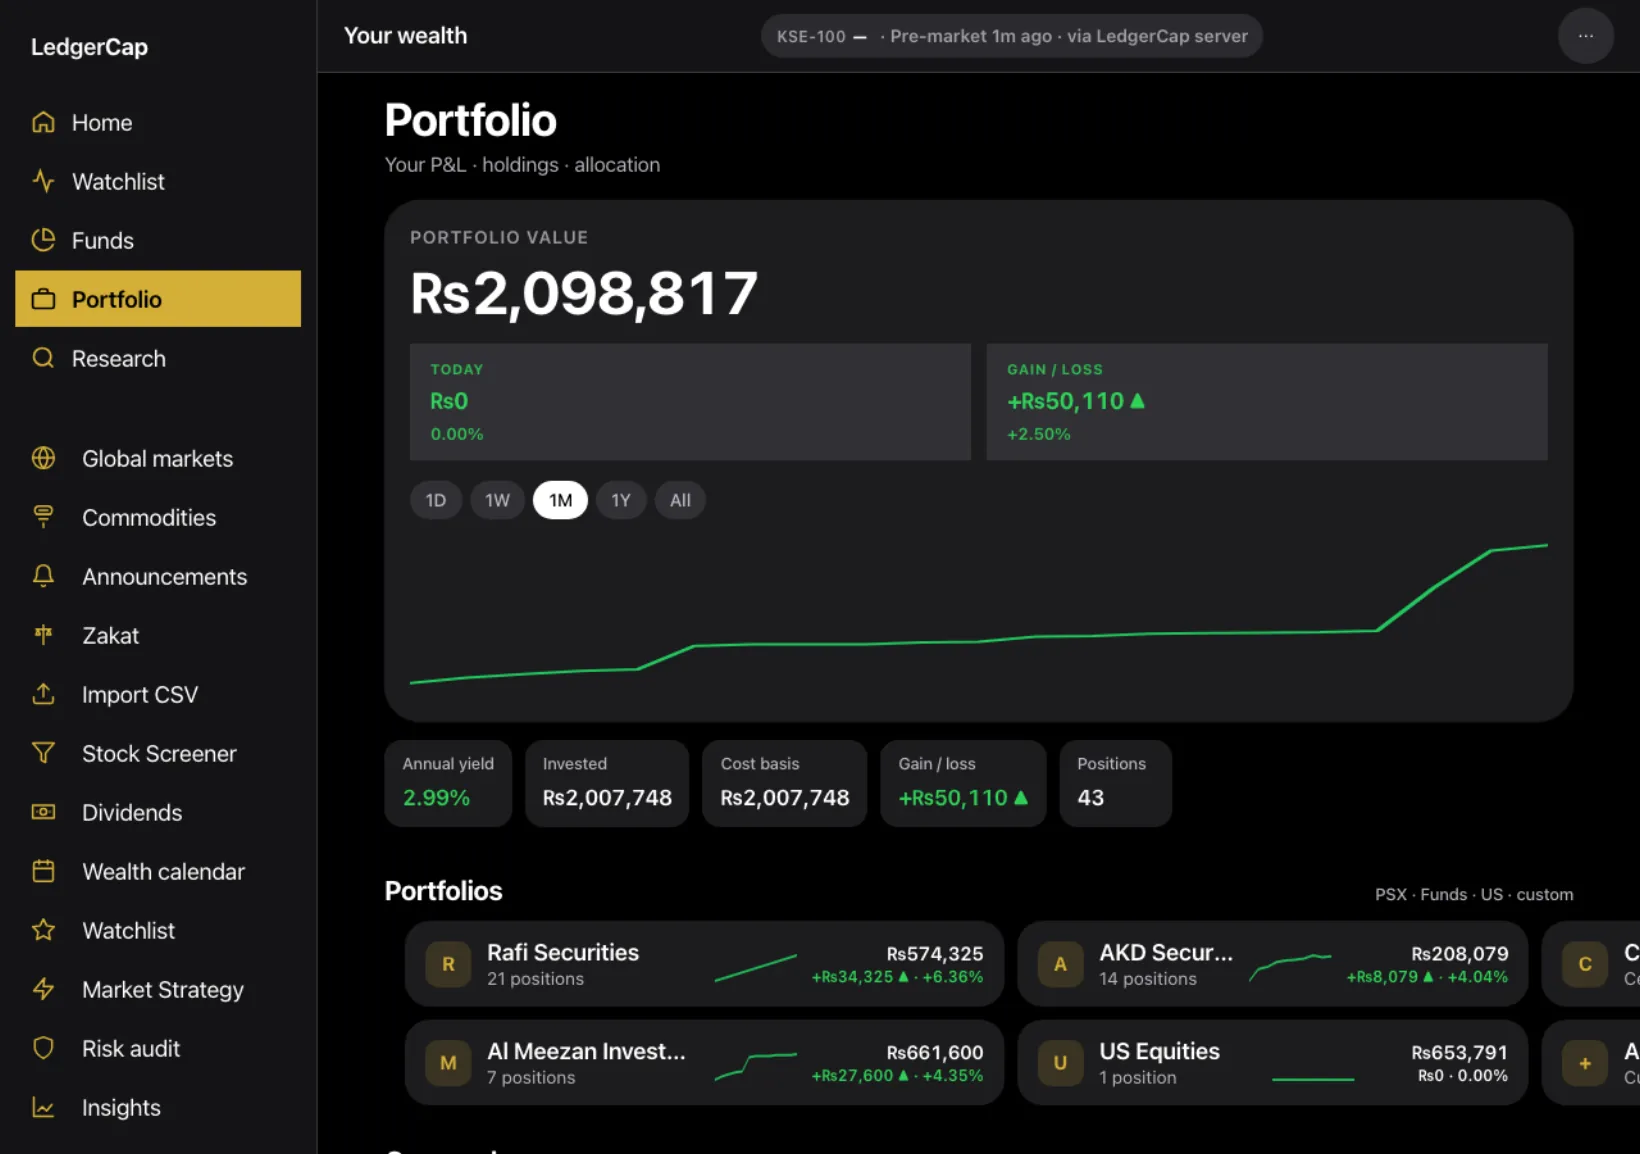 LedgerCap
Home
Watchlist
Funds
Portfolio
Research
Global markets
Commodities
Announcements
Zakat
Import CSV
Stock Screener
Dividends
Wealth calendar
Watchlist
Market Strategy
Risk audit
Insights
Your wealth
KSE-100 — · Pre-market 1m ago · via LedgerCap server
...
Portfolio
Your P&L · holdings · allocation
PORTFOLIO VALUE
Rs2,098,817
TODAY
Rs0
0.00%
GAIN / LOSS
+Rs50,110 ▲
+2.50%
1D 1W 1M 1Y All
Annual yield
2.99%
Invested
Rs2,007,748
Cost basis
Rs2,007,748
Gain / loss
+Rs50,110 ▲
Positions
43
Portfolios
PSX · Funds · US · custom
R
Rafi Securities
21 positions
Rs574,325
+Rs34,325 ▲ · +6.36%
A
AKD Secur...
14 positions
Rs208,079
+Rs8,079 ▲ · +4.04%
C
C
Ce
M
Al Meezan Invest...
7 positions
Rs661,600
+Rs27,600 ▲ · +4.35%
U
US Equities
1 position
Rs653,791
Rs0 · 0.00%
+
A
Cu